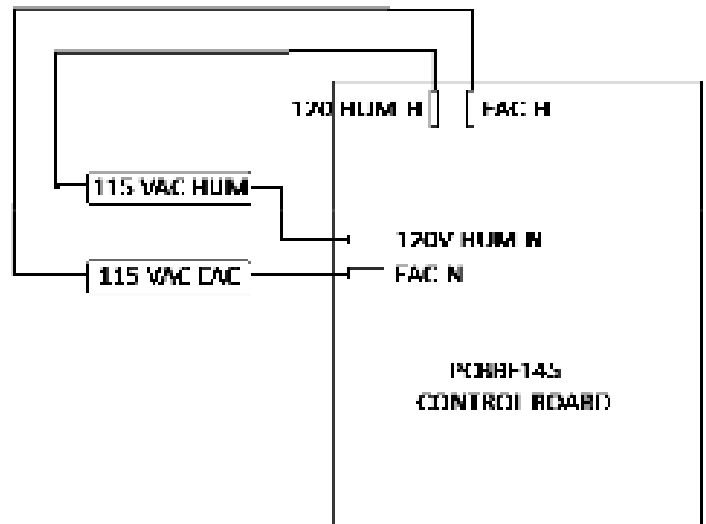 120 HUM H EAC H
115 VAC HUM
120V HUM N
115 VAC EAC EAC N
PCBBF145
CONTROL BOARD